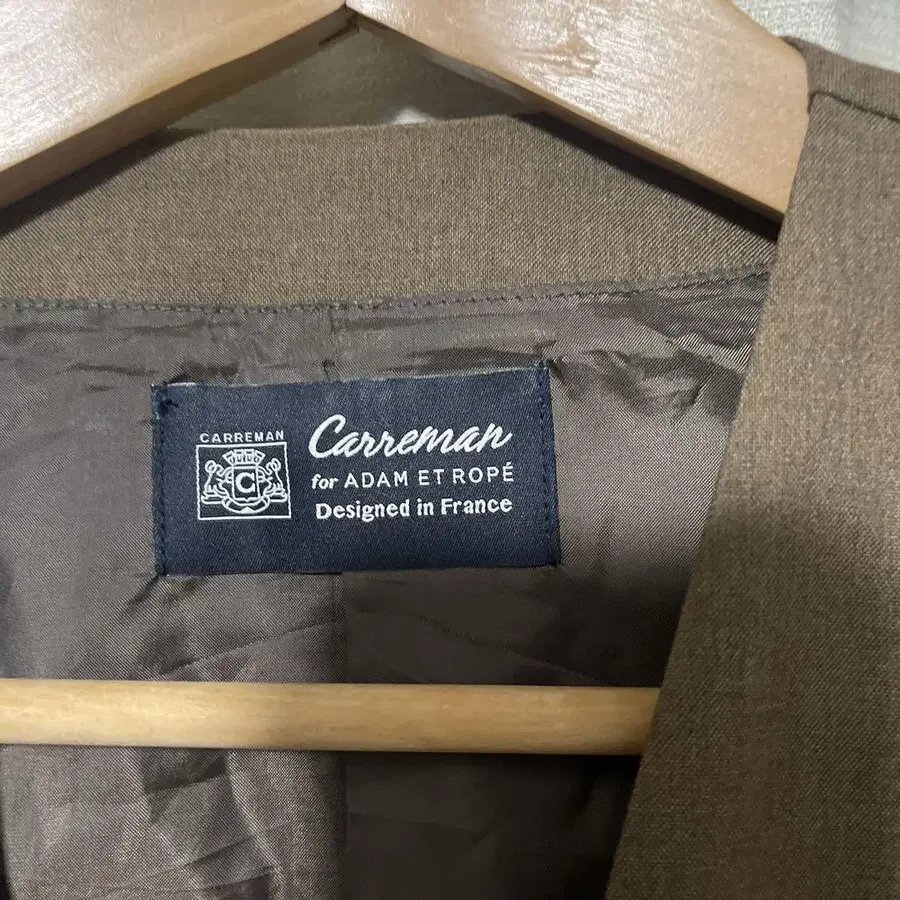 CARREMAN
C
Carreman
for ADAM ET ROPÉ
Designed in France